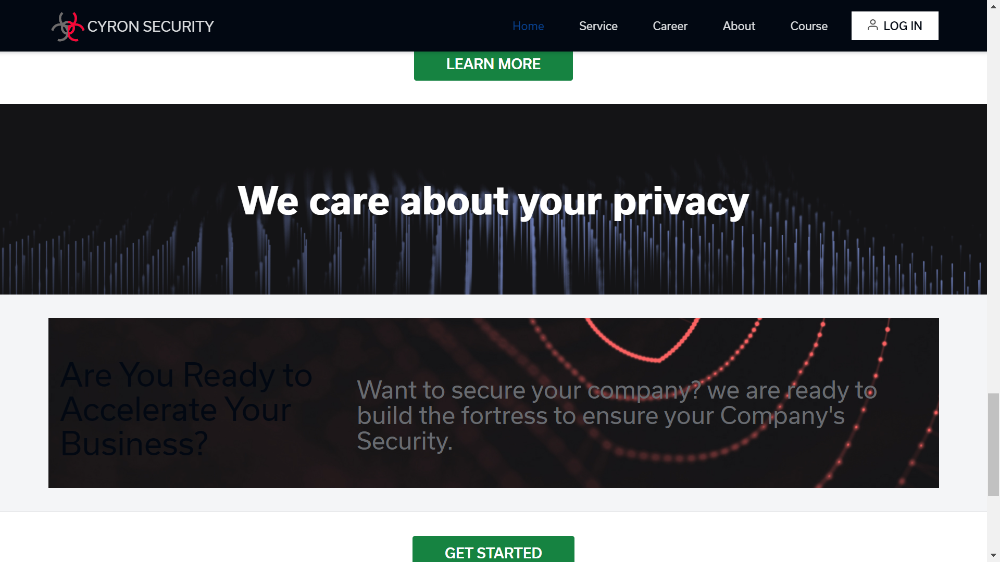 CYRON SECURITY
Home
Service
Career
About
Course
LOG IN
LEARN MORE
We care about your privacy
Are You Ready to
Accelerate Your
Business?
Want to secure your company? we are ready to
build the fortress to ensure your Company's
Security.
GET STARTED